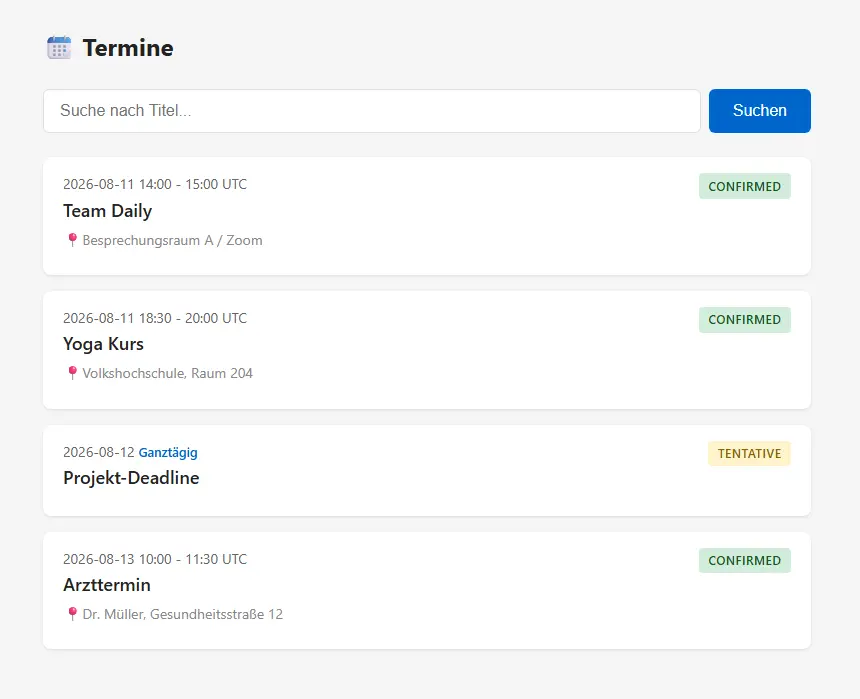 Termine
Suche nach Titel...
Suchen
2026-08-11 14:00 - 15:00 UTC
CONFIRMED
Team Daily
Besprechungsraum A / Zoom
2026-08-11 18:30 - 20:00 UTC
CONFIRMED
Yoga Kurs
Volkshochschule, Raum 204
2026-08-12 Ganztägig
TENTATIVE
Projekt-Deadline
2026-08-13 10:00 - 11:30 UTC
CONFIRMED
Arzttermin
Dr. Müller, Gesundheitsstraße 12